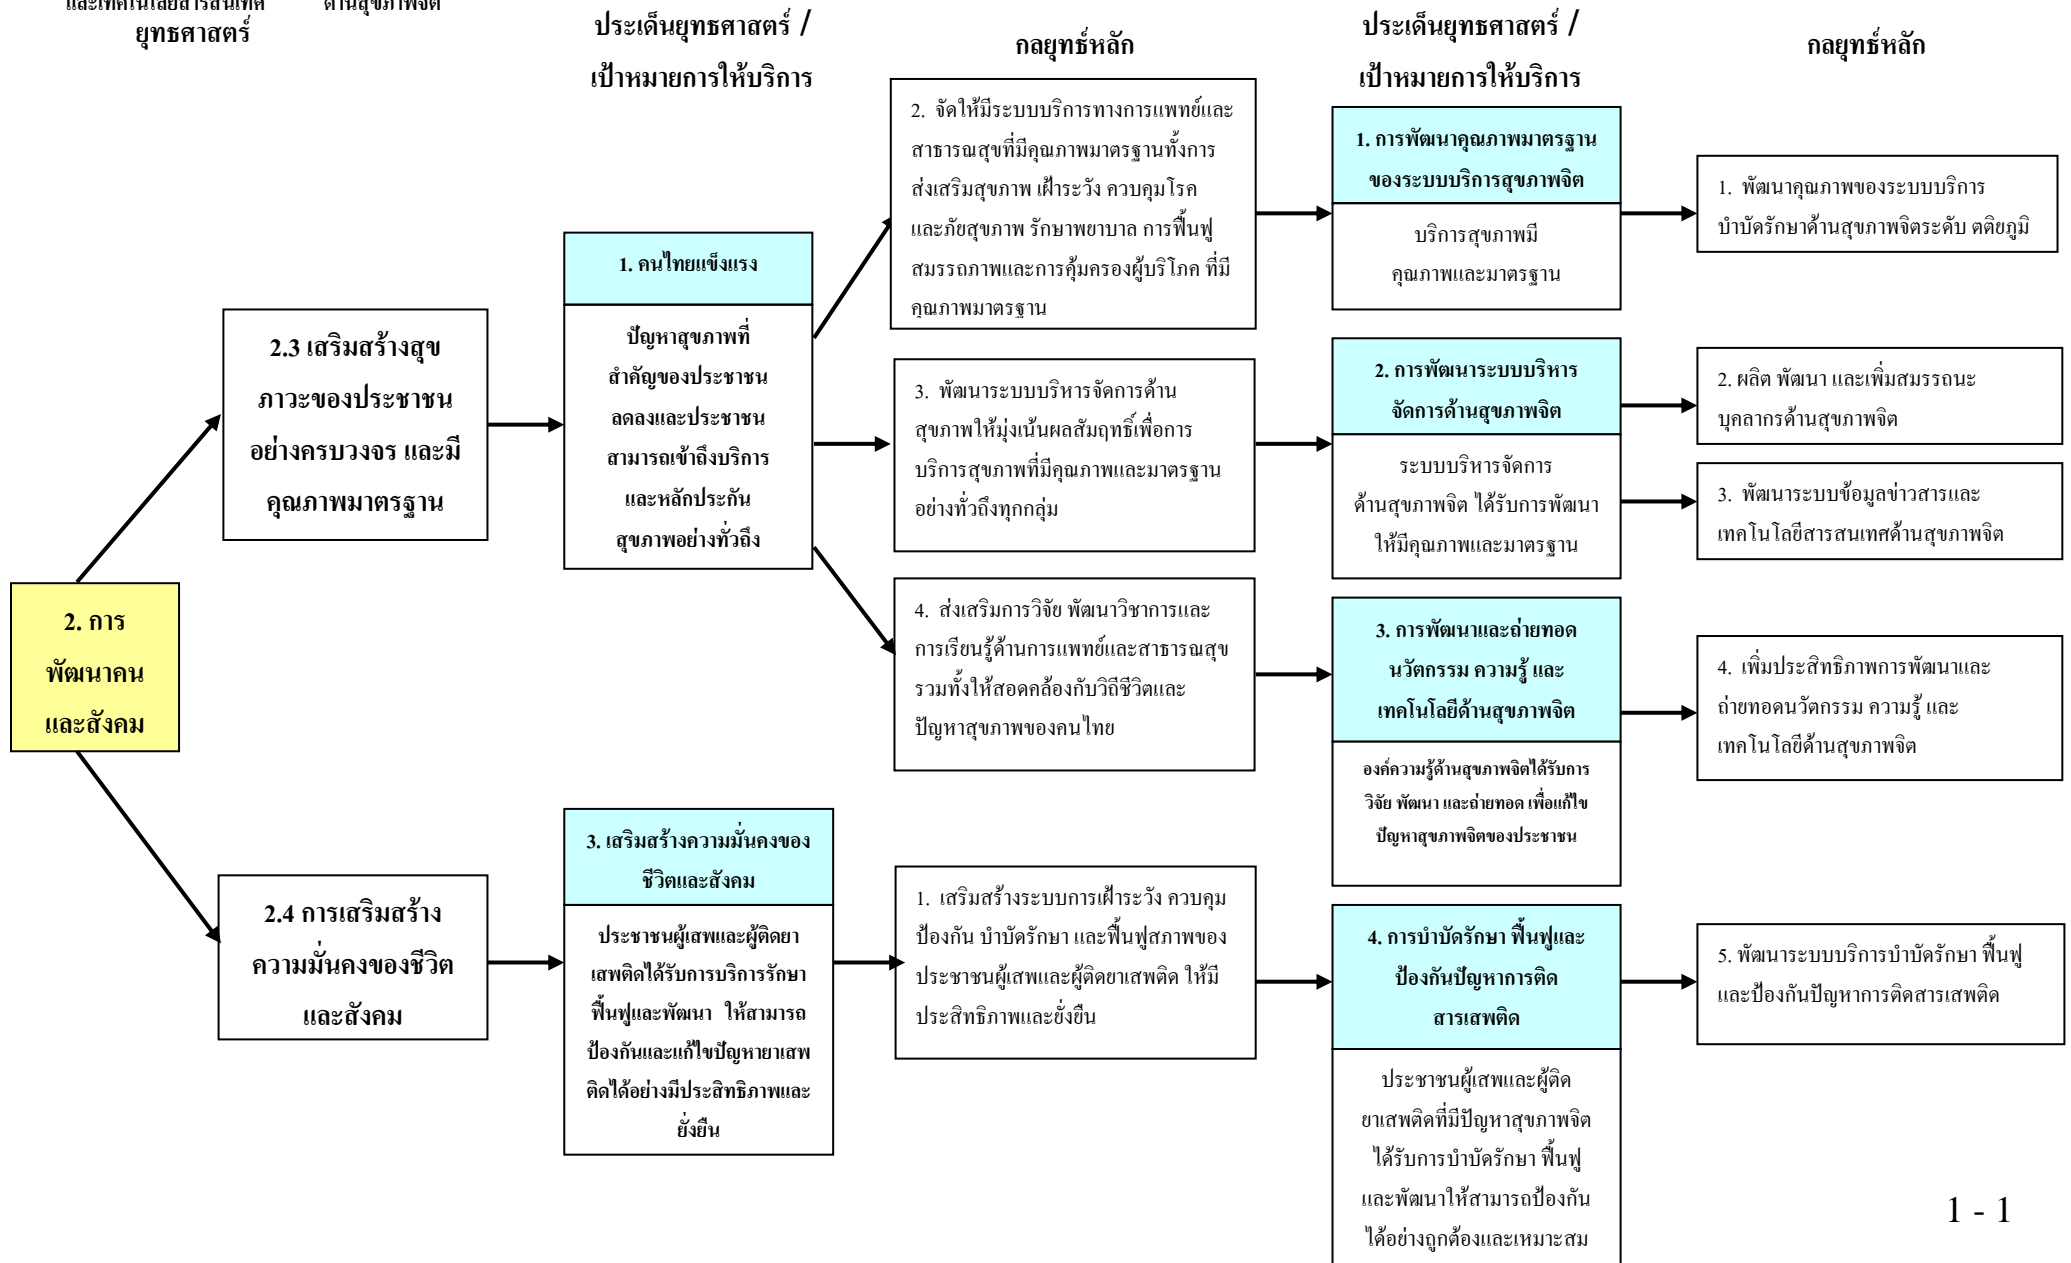 และเทคโนโลยีสารสนเทศ
ด้านสุขภาพจิต
ยุทธศาสตร์
ประเด็นยุทธศาสตร์ /
เป้าหมายการให้บริการ
กลยุทธ์หลัก
ประเด็นยุทธศาสตร์ /
เป้าหมายการให้บริการ
กลยุทธ์หลัก
2. การ
พัฒนาคน
และสังคม
2.3 เสริมสร้างสุข
ภาวะของประชาชน
อย่างครบวงจร และมี
คุณภาพมาตรฐาน
1. คนไทยแข็งแรง
ปัญหาสุขภาพที่
สำคัญของประชาชน
ลดลงและประชาชน
สามารถเข้าถึงบริการ
และหลักประกัน
สุขภาพอย่างทั่วถึง
2. จัดให้มีระบบบริการทางการแพทย์และ
สาธารณสุขที่มีคุณภาพมาตรฐานทั้งการ
ส่งเสริมสุขภาพ เฝ้าระวัง ควบคุมโรค
และภัยสุขภาพ รักษาพยาบาล การฟื้นฟู
สมรรถภาพและการคุ้มครองผู้บริโภค ที่มี
คุณภาพมาตรฐาน
1. การพัฒนาคุณภาพมาตรฐาน
ของระบบบริการสุขภาพจิต
บริการสุขภาพมี
คุณภาพและมาตรฐาน
1. พัฒนาคุณภาพของระบบบริการ
บำบัดรักษาด้านสุขภาพจิตระดับ ตติยภูมิ
3. พัฒนาระบบบริหารจัดการด้าน
สุขภาพให้มุ่งเน้นผลสัมฤทธิ์เพื่อการ
บริการสุขภาพที่มีคุณภาพและมาตรฐาน
อย่างทั่วถึงทุกกลุ่ม
2. การพัฒนาระบบบริหาร
จัดการด้านสุขภาพจิต
ระบบบริหารจัดการ
ด้านสุขภาพจิต ได้รับการพัฒนา
ให้มีคุณภาพและมาตรฐาน
2. ผลิต พัฒนา และเพิ่มสมรรถนะ
บุคลากรด้านสุขภาพจิต
3. พัฒนาระบบข้อมูลข่าวสารและ
เทคโนโลยีสารสนเทศด้านสุขภาพจิต
4. ส่งเสริมการวิจัย พัฒนาวิชาการและ
การเรียนรู้ด้านการแพทย์และสาธารณสุข
รวมทั้งให้สอดคล้องกับวิถีชีวิตและ
ปัญหาสุขภาพของคนไทย
3. การพัฒนาและถ่ายทอด
นวัตกรรม ความรู้ และ
เทคโนโลยีด้านสุขภาพจิต
องค์ความรู้ด้านสุขภาพจิตได้รับการ
วิจัย พัฒนา และถ่ายทอด เพื่อแก้ไข
ปัญหาสุขภาพจิตของประชาชน
4. เพิ่มประสิทธิภาพการพัฒนาและ
ถ่ายทอดนวัตกรรม ความรู้ และ
เทคโนโลยีด้านสุขภาพจิต
2.4 การเสริมสร้าง
ความมั่นคงของชีวิต
และสังคม
3. เสริมสร้างความมั่นคงของ
ชีวิตและสังคม
ประชาชนผู้เสพและผู้ติดยา
เสพติดได้รับการบริการรักษา
ฟื้นฟูและพัฒนา ให้สามารถ
ป้องกันและแก้ไขปัญหายาเสพ
ติดได้อย่างมีประสิทธิภาพและ
ยั่งยืน
1. เสริมสร้างระบบการเฝ้าระวัง ควบคุม
ป้องกัน บำบัดรักษา และฟื้นฟูสภาพของ
ประชาชนผู้เสพและผู้ติดยาเสพติด ให้มี
ประสิทธิภาพและยั่งยืน
4. การบำบัดรักษา ฟื้นฟูและ
ป้องกันปัญหาการติด
สารเสพติด
ประชาชนผู้เสพและผู้ติด
ยาเสพติดที่มีปัญหาสุขภาพจิต
ได้รับการบำบัดรักษา ฟื้นฟู
และพัฒนาให้สามารถป้องกัน
ได้อย่างถูกต้องและเหมาะสม
5. พัฒนาระบบบริการบำบัดรักษา ฟื้นฟู
และป้องกันปัญหาการติดสารเสพติด
1 - 1